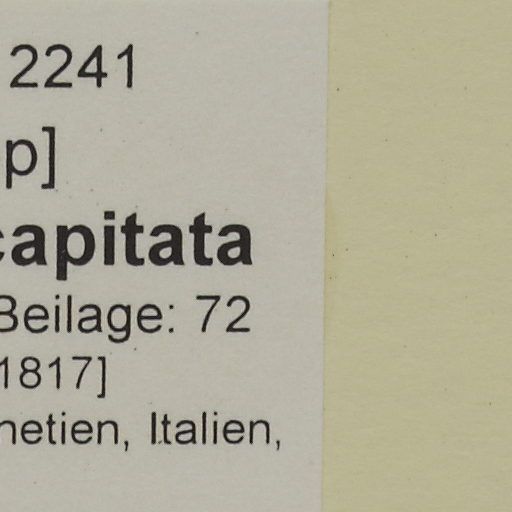 2241
p]
capitata
Beilage: 72
1817]
netien, Italien,